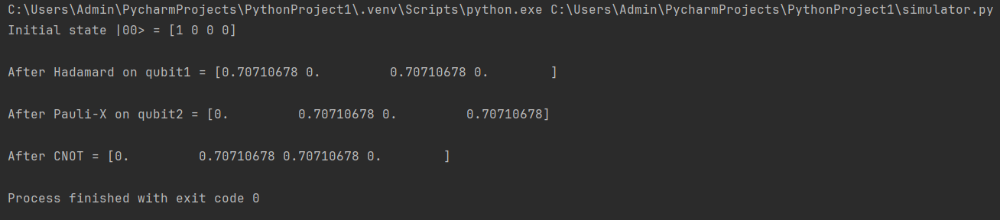 C:\Users\Admin\PycharmProjects\PythonProject1\.venv\Scripts\python.exe C:\Users\Admin\PycharmProjects\PythonProject1\simulator.py
Initial state |00> = [1 0 0 0]
After Hadamard on qubit1 = [0.70710678 0.         0.70710678 0.        ]
After Pauli-X on qubit2 = [0.         0.70710678 0.         0.70710678]
After CNOT = [0.         0.70710678 0.70710678 0.        ]
Process finished with exit code 0